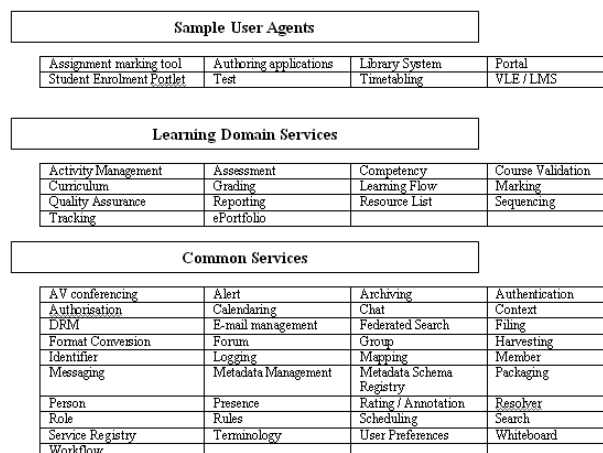 Sample User Agents
Assignment marking tool Authoring applications Library System Portal
Student Enrolment Portlet Test Timetabling VLE / LMS
Learning Domain Services
Activity Management Assessment Competency Course Validation
Curriculum Grading Learning Flow Marking
Quality Assurance Reporting Resource List Sequencing
Tracking ePortfolio
Common Services
AV conferencing Alert Archiving Authentication
Authorisation Calendaring Chat Context
DRM E-mail management Federated Search Filing
Format Conversion Forum Group Harvesting
Identifier Logging Mapping Member
Messaging Metadata Management Metadata Schema Packaging
Registry
Person Presence Rating / Annotation Resolver
Role Rules Scheduling Search
Service Registry Terminology User Preferences Whiteboard
Workflow